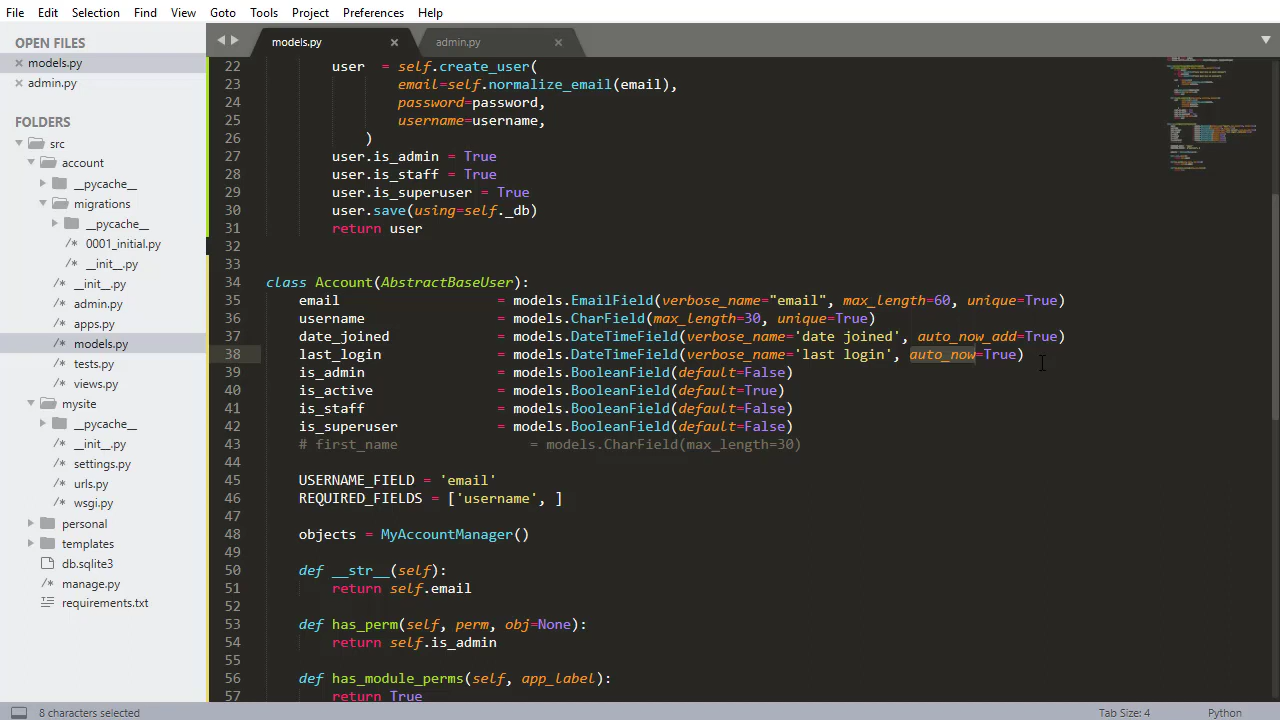 File Edit Selection Find View Goto Tools Project Preferences Help
OPEN FILES
models.py
admin.py
FOLDERS
src
account
__pycache__
migrations
__pycache__
0001_initial.py
__init__.py
__init__.py
admin.py
apps.py
models.py
tests.py
views.py
mysite
__pycache__
__init__.py
settings.py
urls.py
wsgi.py
personal
templates
db.sqlite3
manage.py
requirements.txt
models.py admin.py
22 user = self.create_user(
23 email=self.normalize_email(email),
24 password=password,
25 username=username,
26 )
27 user.is_admin = True
28 user.is_staff = True
29 user.is_superuser = True
30 user.save(using=self._db)
31 return user
32
33
34 class Account(AbstractBaseUser):
35 email = models.EmailField(verbose_name="email", max_length=60, unique=True)
36 username = models.CharField(max_length=30, unique=True)
37 date_joined = models.DateTimeField(verbose_name='date joined', auto_now_add=True)
38 last_login = models.DateTimeField(verbose_name='last login', auto_now=True)
39 is_admin = models.BooleanField(default=False)
40 is_active = models.BooleanField(default=True)
41 is_staff = models.BooleanField(default=False)
42 is_superuser = models.BooleanField(default=False)
43 # first_name = models.CharField(max_length=30)
44
45 USERNAME_FIELD = 'email'
46 REQUIRED_FIELDS = ['username', ]
47
48 objects = MyAccountManager()
49
50 def __str__(self):
51 return self.email
52
53 def has_perm(self, perm, obj=None):
54 return self.is_admin
55
56 def has_module_perms(self, app_label):
57 return True
8 characters selected Tab Size: 4 Python